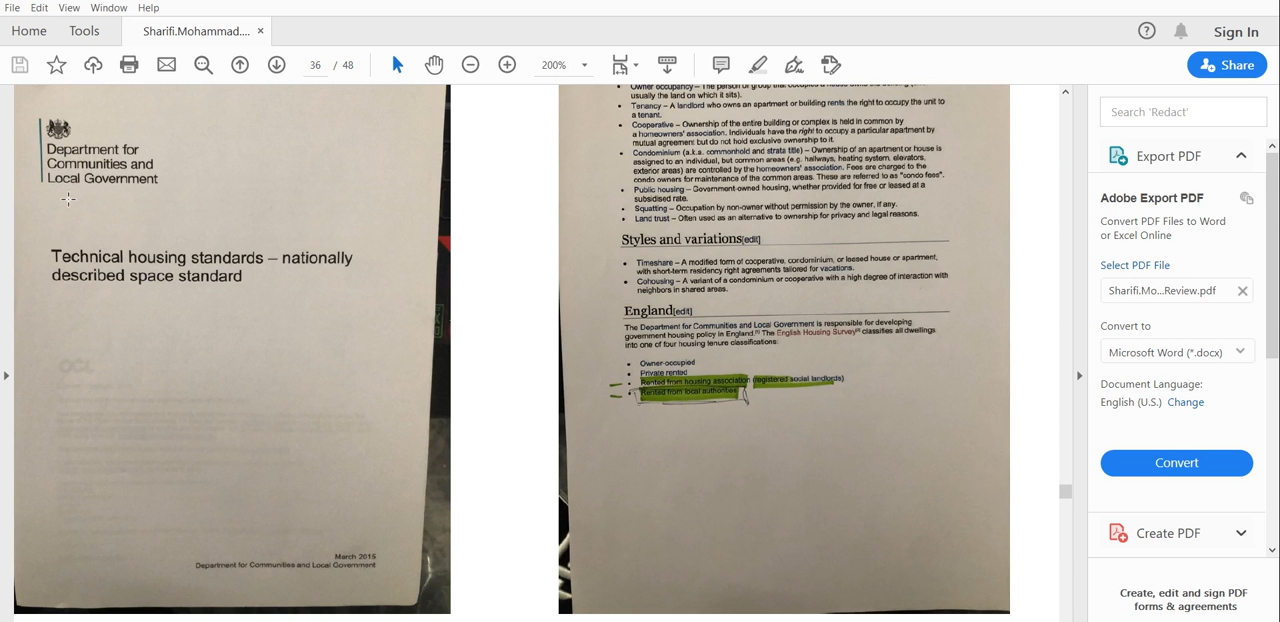 File Edit View Window Help
Home Tools Sharifi.Mohammad.... × Sign In
36 / 48 200% Share
Department for
Communities and
Local Government
Technical housing standards – nationally
described space standard
March 2015
Department for Communities and Local Government
usually the land on which it sits).
Tenancy – A landlord who owns an apartment or building rents the right to occupy the unit to
a tenant.
Cooperative – Ownership of the entire building or complex is held in common by
a homeowners' association. Individuals have the right to occupy a particular apartment by
mutual agreement but do not hold exclusive ownership to it.
Condominium (a.k.a. commonhold and strata title) – Ownership of an apartment or house is
assigned to an individual, but common areas (e.g. hallways, heating system, elevators,
exterior areas) are controlled by the homeowners' association. Fees are charged to the
condo owners for maintenance of the common areas. These are referred to as "condo fees".
Public housing – Government-owned housing, whether provided for free or leased at a
subsidised rate.
Squatting – Occupation by non-owner without permission by the owner, if any.
Land trust – Often used as an alternative to ownership for privacy and legal reasons.
Styles and variations[edit]
Timeshare – A modified form of cooperative, condominium, or leased house or apartment,
with short-term residency right agreements tailored for vacations.
Cohousing – A variant of a condominium or cooperative with a high degree of interaction with
neighbors in shared areas.
England[edit]
The Department for Communities and Local Government is responsible for developing
government housing policy in England. The English Housing Survey classifies all dwellings
into one of four housing tenure classifications:
Owner-occupied
Private rented
Rented from housing association (registered social landlords)
Rented from local authorities
Search 'Redact'
Export PDF
Adobe Export PDF
Convert PDF Files to Word
or Excel Online
Select PDF File
Sharifi.Mo...Review.pdf
Convert to
Microsoft Word (*.docx)
Document Language:
English (U.S.) Change
Convert
Create PDF
Create, edit and sign PDF
forms & agreements